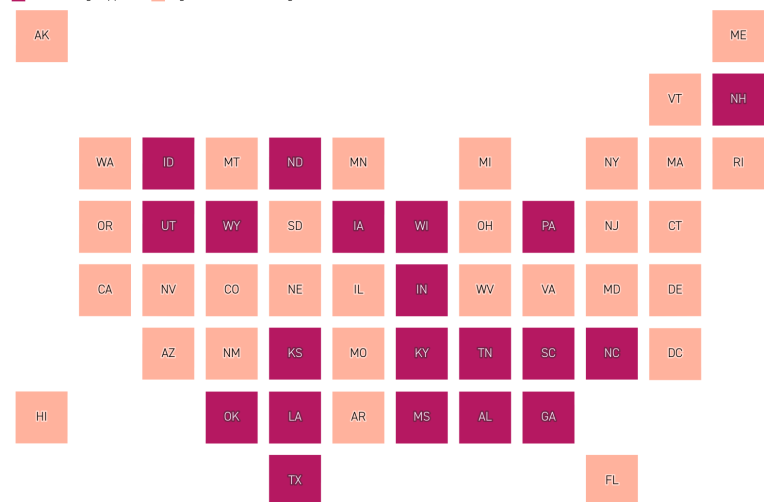 AK ME
VT NH
WA ID MT ND MN MI NY MA RI
OR UT WY SD IA WI OH PA NJ CT
CA NV CO NE IL IN WV VA MD DE
AZ NM KS MO KY TN SC NC DC
HI OK LA AR MS AL GA
TX FL